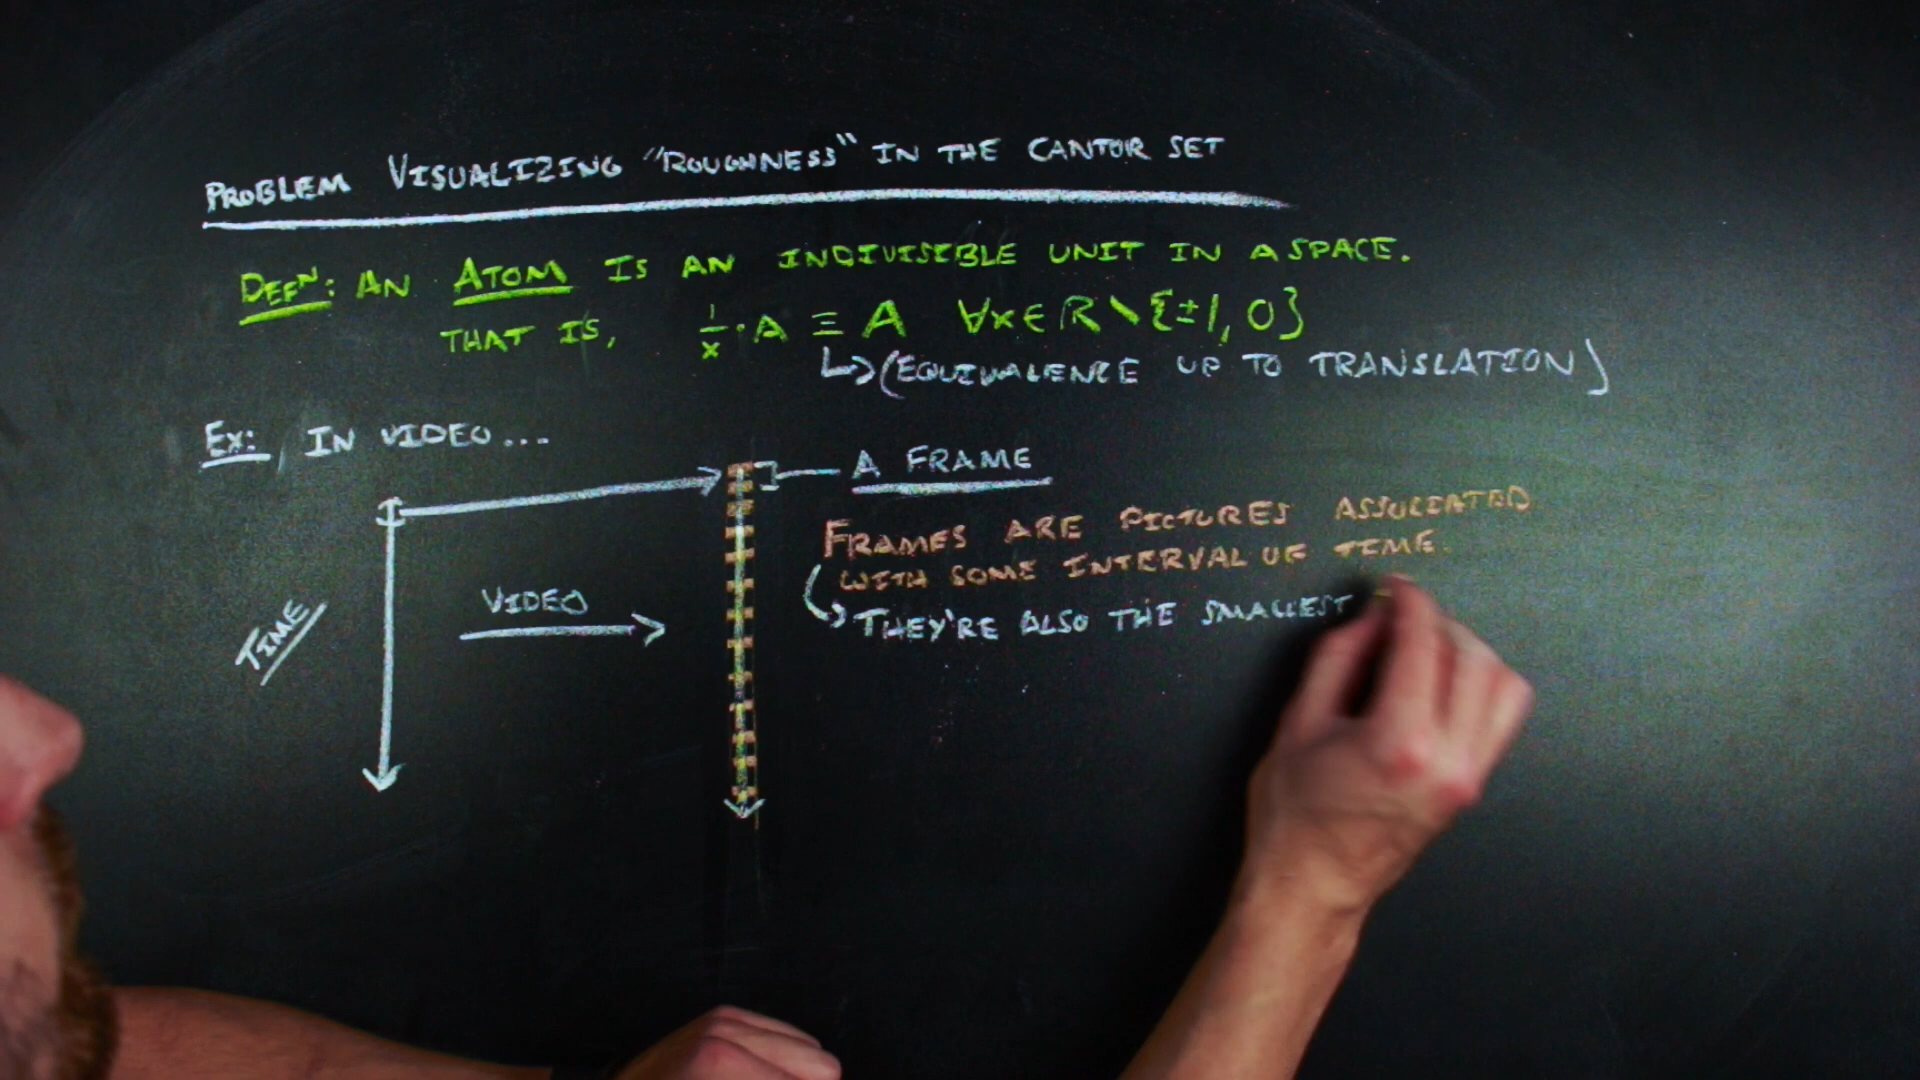 PROBLEM VISUALIZING "ROUGHNESS" IN THE CANTOR SET
DEFᴺ: AN ATOM IS AN INDIVISIBLE UNIT IN A SPACE.
THAT IS, 1/x · A ≡ A ∀x∈ℝ\{±1, 0}
↳(EQUIVALENCE UP TO TRANSLATION)
EX: IN VIDEO...
A FRAME
FRAMES ARE PICTURES ASSOCIATED
WITH SOME INTERVAL OF TIME.
THEY'RE ALSO THE SMALLEST
VIDEO
TIME